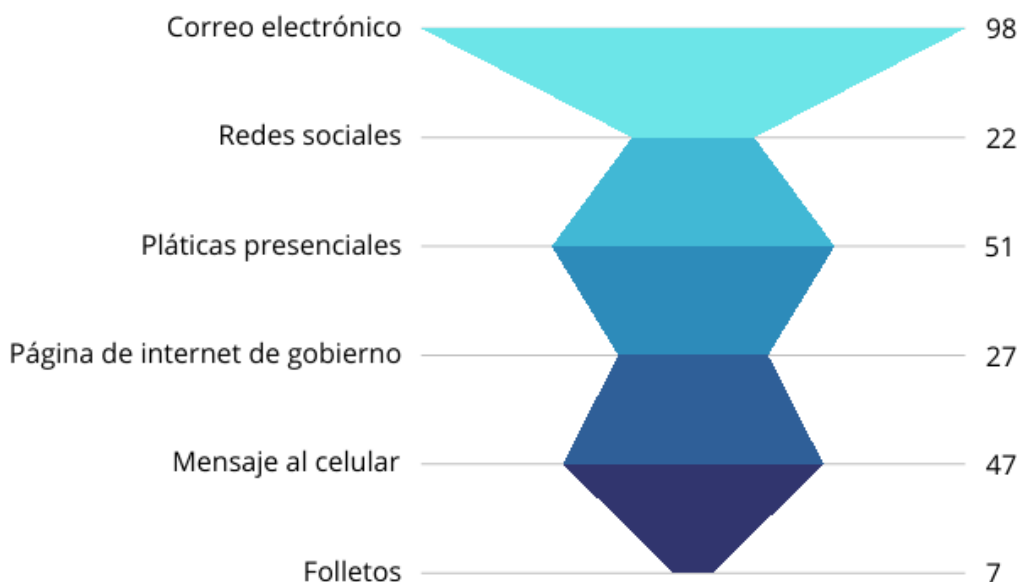 Correo electrónico 98
Redes sociales 22
Pláticas presenciales 51
Página de internet de gobierno 27
Mensaje al celular 47
Folletos 7